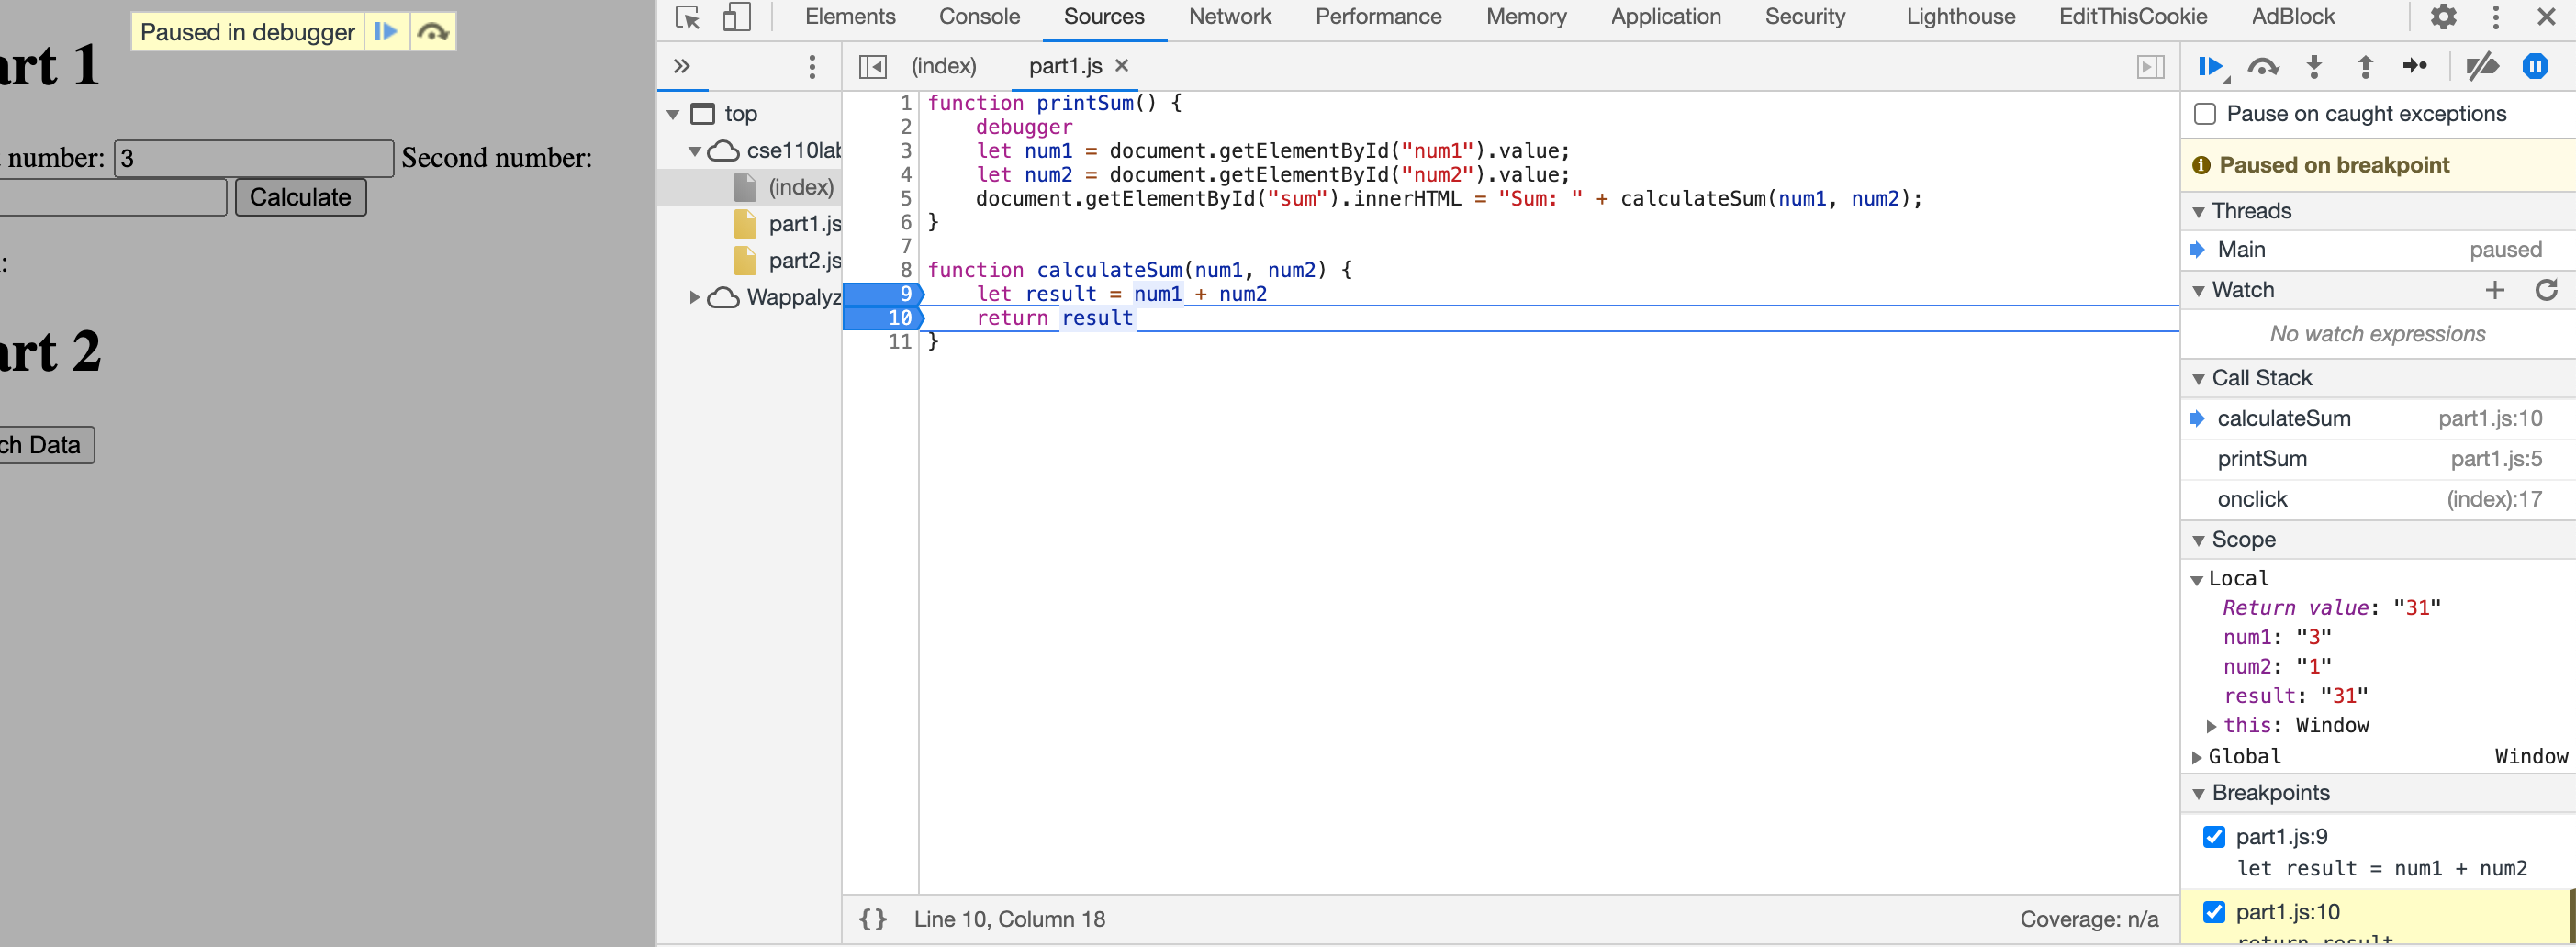 Paused in debugger
art 1
number: 3 Second number:
Calculate
:
art 2
ch Data
Elements Console Sources Network Performance Memory Application Security Lighthouse EditThisCookie AdBlock
(index) part1.js
top
cse110lab
(index)
part1.js
part2.js
Wappalyz
1 function printSum() {
2 debugger
3 let num1 = document.getElementById("num1").value;
4 let num2 = document.getElementById("num2").value;
5 document.getElementById("sum").innerHTML = "Sum: " + calculateSum(num1, num2);
6 }
7
8 function calculateSum(num1, num2) {
9 let result = num1 + num2
10 return result
11 }
{} Line 10, Column 18 Coverage: n/a
Pause on caught exceptions
Paused on breakpoint
Threads
Main paused
Watch
No watch expressions
Call Stack
calculateSum part1.js:10
printSum part1.js:5
onclick (index):17
Scope
Local
Return value: "31"
num1: "3"
num2: "1"
result: "31"
this: Window
Global Window
Breakpoints
part1.js:9
let result = num1 + num2
part1.js:10
return result